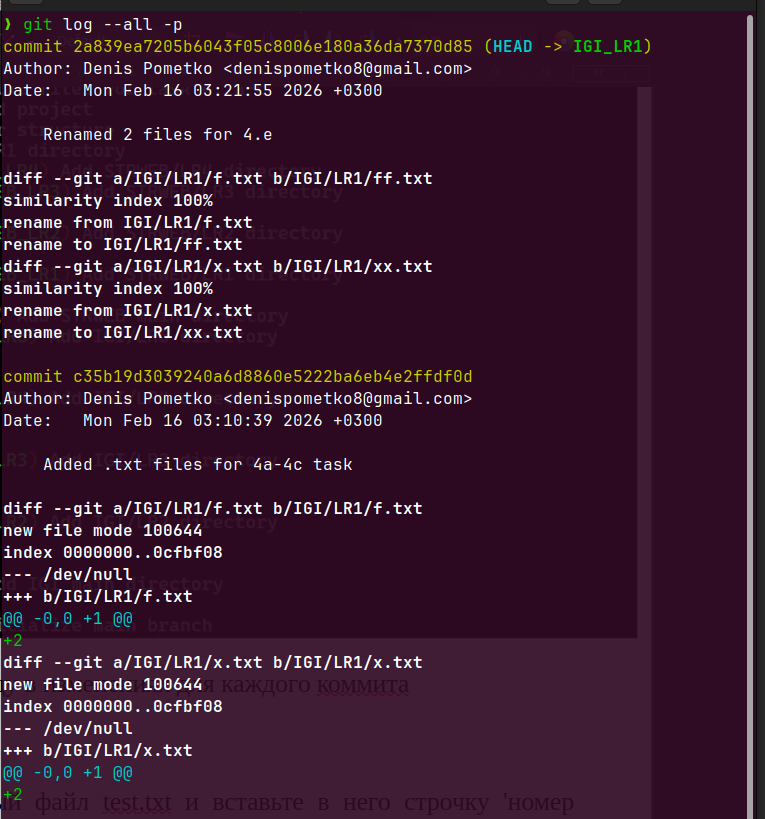 ❯ git log --all -p
commit 2a839ea7205b6043f05c8006e180a36da7370d85 (HEAD -> IGI_LR1)
Author: Denis Pometko <denispometko8@gmail.com>
Date:   Mon Feb 16 03:21:55 2026 +0300
project
directory
Renamed 2 files for 4.e
diff --git a/IGI/LR1/f.txt b/IGI/LR1/ff.txt
similarity index 100%
rename from IGI/LR1/f.txt
rename to IGI/LR1/ff.txt
diff --git a/IGI/LR1/x.txt b/IGI/LR1/xx.txt
similarity index 100%
rename from IGI/LR1/x.txt
rename to IGI/LR1/xx.txt
commit c35b19d3039240a6d8860e5222ba6eb4e2ffdf0d
Author: Denis Pometko <denispometko8@gmail.com>
Date:   Mon Feb 16 03:10:39 2026 +0300
Added .txt files for 4a-4c task
diff --git a/IGI/LR1/f.txt b/IGI/LR1/f.txt
new file mode 100644
index 0000000..0cfbf08
--- /dev/null
directory
+++ b/IGI/LR1/f.txt
@@ -0,0 +1 @@
main branch
+2
diff --git a/IGI/LR1/x.txt b/IGI/LR1/x.txt
new file mode 100644
каждого коммита
index 0000000..0cfbf08
--- /dev/null
+++ b/IGI/LR1/x.txt
@@ -0,0 +1 @@
+2
файл test.txt и вставьте в него строчку 'номер